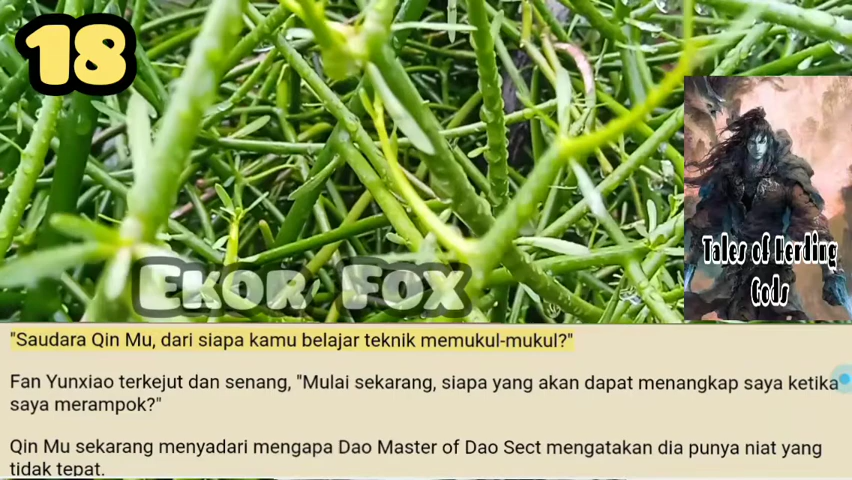 18
Tales of Herding
Gods
Ekor Fox
"Saudara Qin Mu, dari siapa kamu belajar teknik memukul-mukul?"
Fan Yunxiao terkejut dan senang, "Mulai sekarang, siapa yang akan dapat menangkap saya ketika
saya merampok?"
Qin Mu sekarang menyadari mengapa Dao Master of Dao Sect mengatakan dia punya niat yang
tidak tepat.